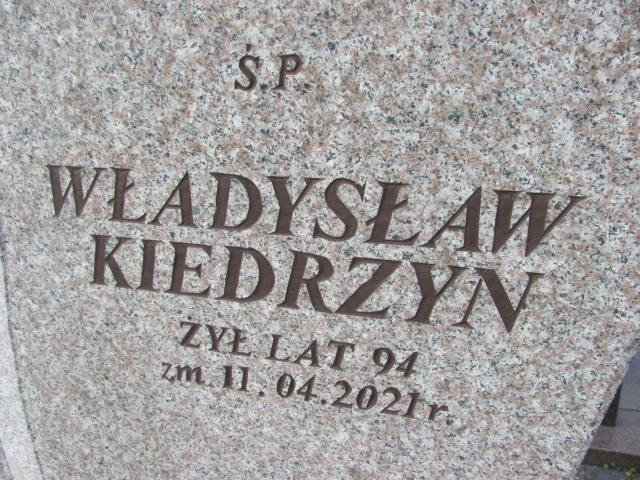 Ś.P.
WŁADYSŁAW
KIEDRZYN
ŻYŁ LAT 94
zm. 11.04.2021 r.